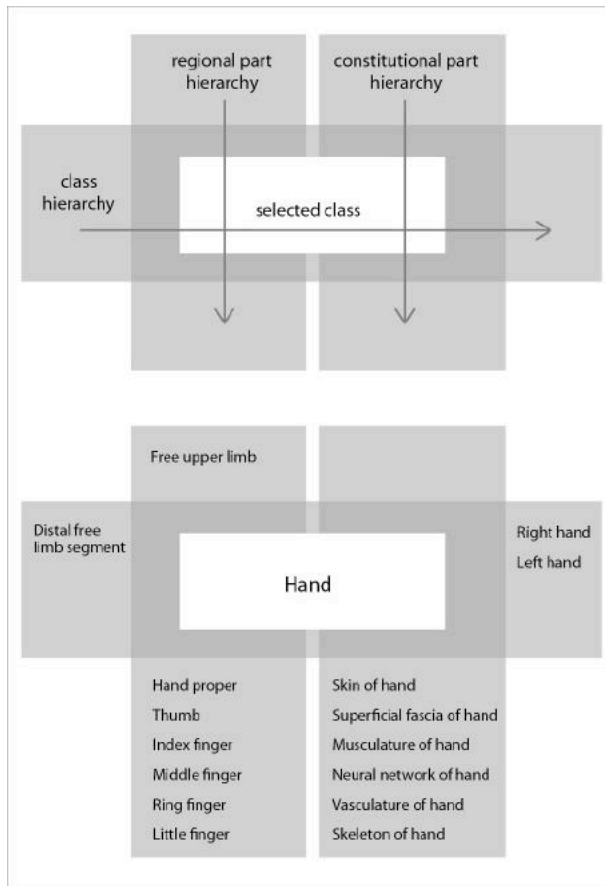 regional part
hierarchy
constitutional part
hierarchy
class
hierarchy
selected class
Free upper limb
Distal free
limb segment
Hand
Right hand
Left hand
Hand proper
Thumb
Index finger
Middle finger
Ring finger
Little finger
Skin of hand
Superficial fascia of hand
Musculature of hand
Neural network of hand
Vasculature of hand
Skeleton of hand